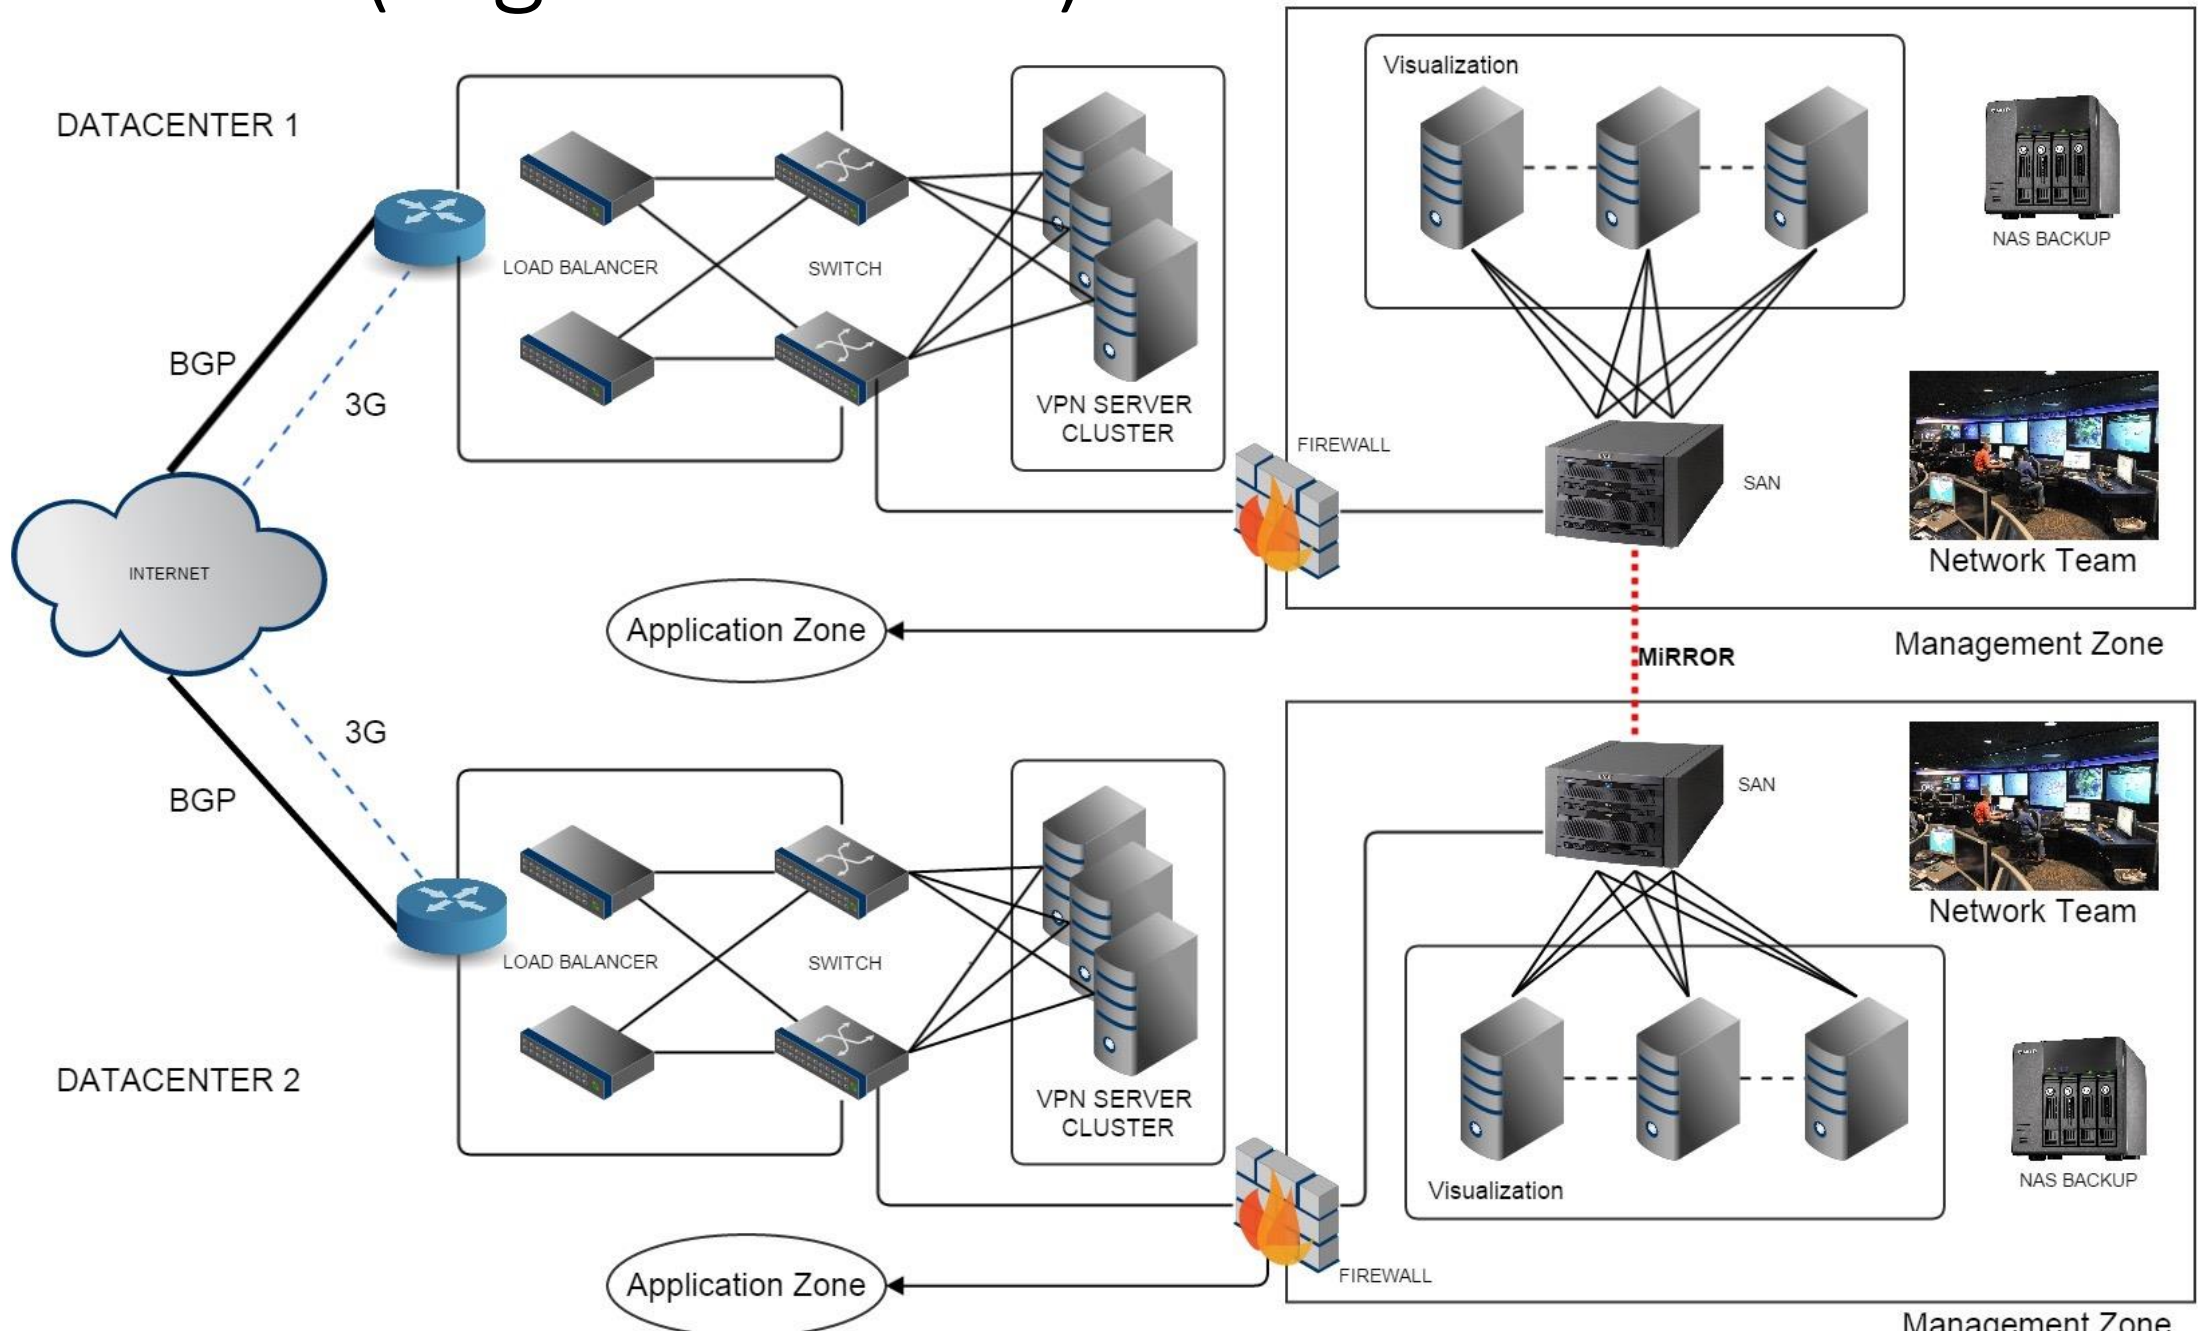 DATACENTER 1
LOAD BALANCER
SWITCH
VPN SERVER
CLUSTER
Visualization
NAS BACKUP
BGP
3G
FIREWALL
SAN
Network Team
INTERNET
Application Zone
Management Zone
MiRROR
3G
BGP
SAN
Network Team
LOAD BALANCER
SWITCH
VPN SERVER
CLUSTER
DATACENTER 2
Visualization
NAS BACKUP
FIREWALL
Application Zone
Management Zone